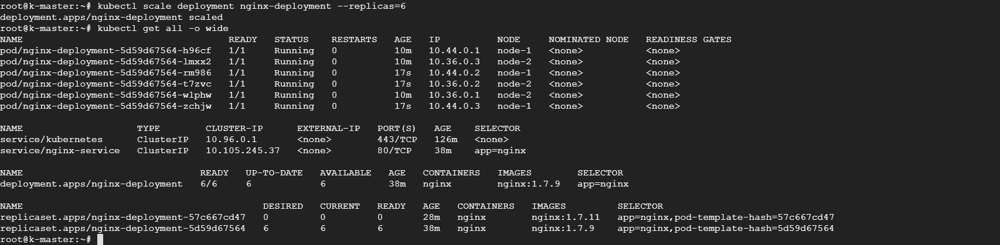 root@k-master:~# kubectl scale deployment nginx-deployment --replicas=6
deployment.apps/nginx-deployment scaled
root@k-master:~# kubectl get all -o wide
NAME                                    READY   STATUS    RESTARTS   AGE   IP          NODE     NOMINATED NODE   READINESS GATES
pod/nginx-deployment-5d59d67564-h96cf   1/1     Running   0          10m   10.44.0.1   node-1   <none>           <none>
pod/nginx-deployment-5d59d67564-lmxx2   1/1     Running   0          10m   10.36.0.3   node-2   <none>           <none>
pod/nginx-deployment-5d59d67564-rm986   1/1     Running   0          17s   10.44.0.2   node-1   <none>           <none>
pod/nginx-deployment-5d59d67564-t7zvc   1/1     Running   0          17s   10.36.0.2   node-2   <none>           <none>
pod/nginx-deployment-5d59d67564-wlphw   1/1     Running   0          10m   10.36.0.1   node-2   <none>           <none>
pod/nginx-deployment-5d59d67564-zchjw   1/1     Running   0          17s   10.44.0.3   node-1   <none>           <none>

NAME                    TYPE        CLUSTER-IP      EXTERNAL-IP   PORT(S)   AGE    SELECTOR
service/kubernetes      ClusterIP   10.96.0.1       <none>        443/TCP   126m   <none>
service/nginx-service   ClusterIP   10.105.245.37   <none>        80/TCP    38m    app=nginx

NAME                               READY   UP-TO-DATE   AVAILABLE   AGE   CONTAINERS   IMAGES        SELECTOR
deployment.apps/nginx-deployment   6/6     6            6           38m   nginx        nginx:1.7.9   app=nginx

NAME                                          DESIRED   CURRENT   READY   AGE   CONTAINERS   IMAGES         SELECTOR
replicaset.apps/nginx-deployment-57c667cd47   0         0         0       28m   nginx        nginx:1.7.11   app=nginx,pod-template-hash=57c667cd47
replicaset.apps/nginx-deployment-5d59d67564   6         6         6       38m   nginx        nginx:1.7.9    app=nginx,pod-template-hash=5d59d67564
root@k-master:~#